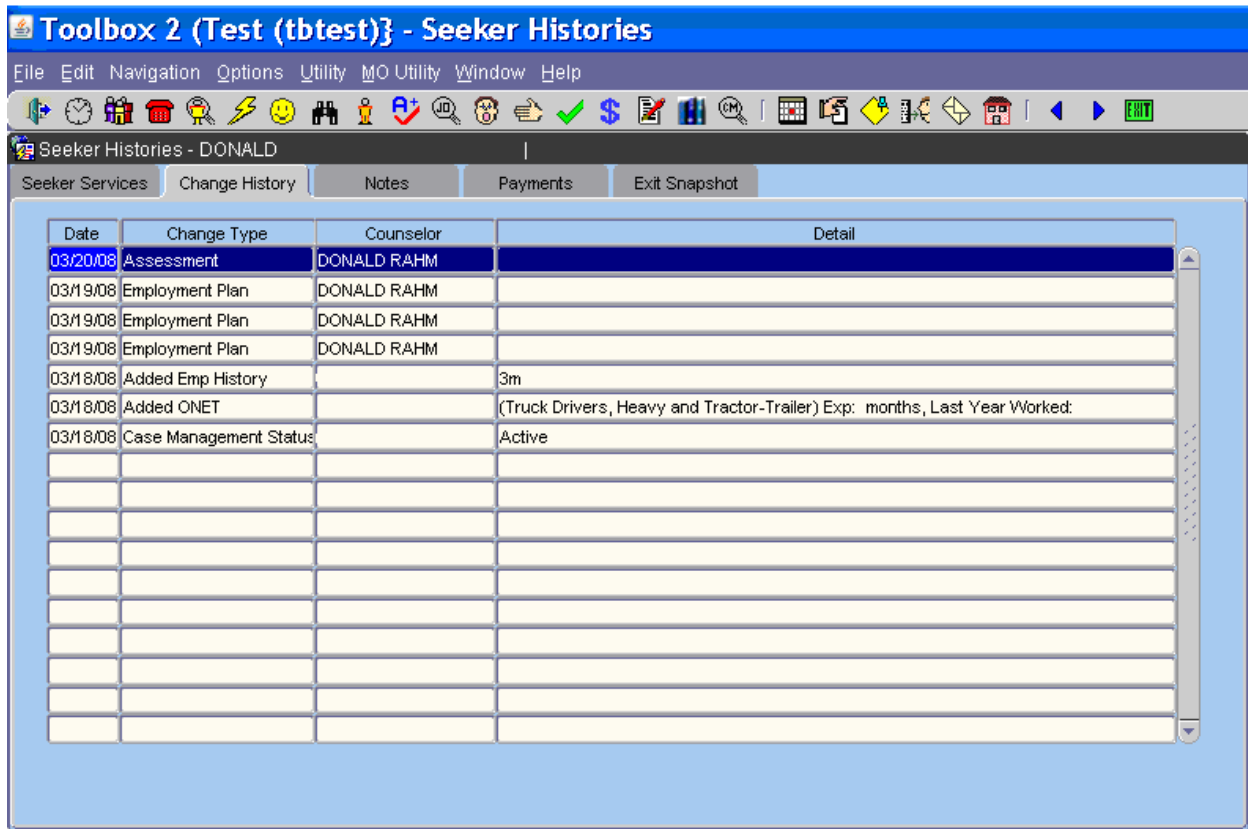 Toolbox 2 (Test (tbtest)} - Seeker Histories
File Edit Navigation Options Utility MO Utility Window Help
A+ JO $ CM EXIT
Seeker Histories - DONALD
Seeker Services Change History Notes Payments Exit Snapshot
Date Change Type Counselor Detail
03/20/08 Assessment DONALD RAHM
03/19/08 Employment Plan DONALD RAHM
03/19/08 Employment Plan DONALD RAHM
03/19/08 Employment Plan DONALD RAHM
03/18/08 Added Emp History 3m
03/18/08 Added ONET (Truck Drivers, Heavy and Tractor-Trailer) Exp: months, Last Year Worked:
03/18/08 Case Management Status Active